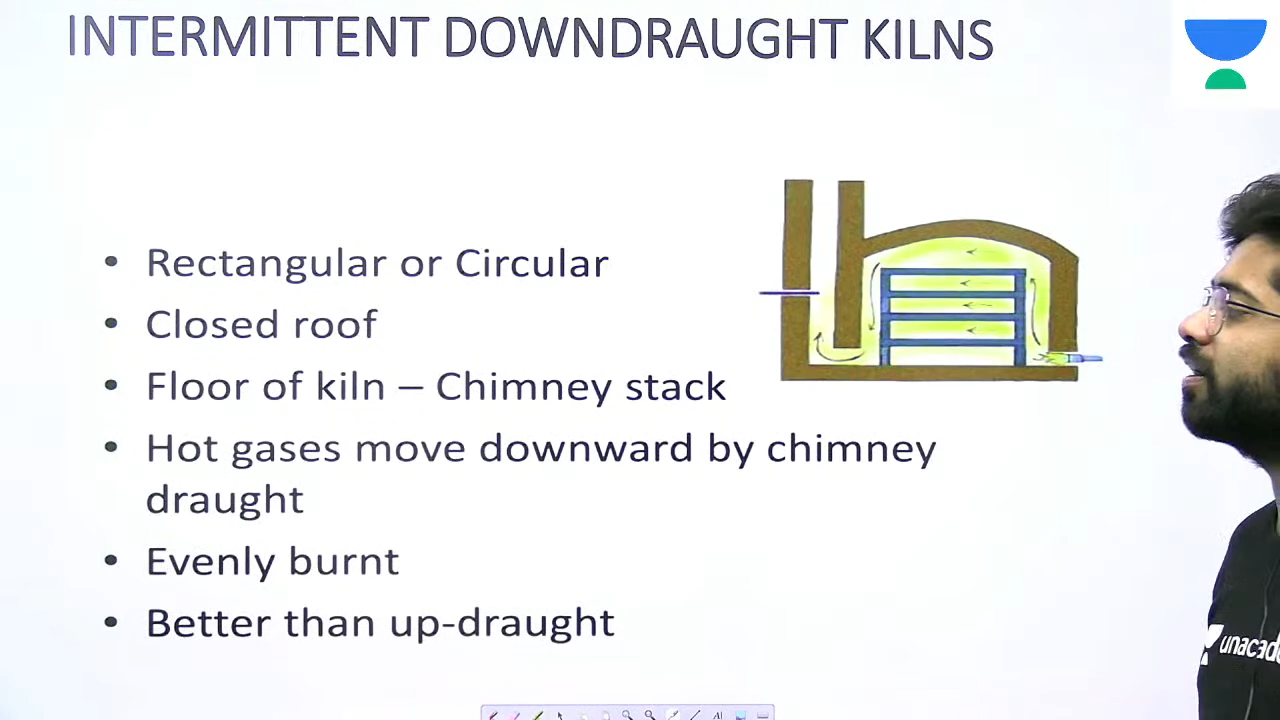 INTERMITTENT DOWNDRAUGHT KILNS
• Rectangular or Circular
• Closed roof
• Floor of kiln – Chimney stack
• Hot gases move downward by chimney
draught
• Evenly burnt
• Better than up-draught